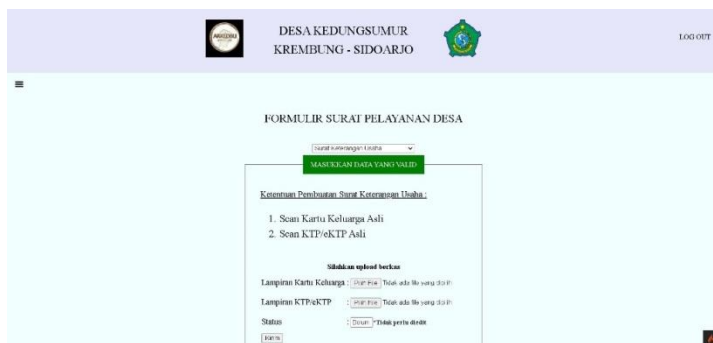 DESA KEDUNGSUMUR
KREMBUNG - SIDOARJO
LOG OUT
FORMULIR SURAT PELAYANAN DESA
Surat Keterangan Usaha
MASUKKAN DATA YANG VALID
Ketentuan Pembuatan Surat Keterangan Usaha :
1. Scan Kartu Keluarga Asli
2. Scan KTP/eKTP Asli
Silahkan upload berkas
Lampiran Kartu Keluarga : Pilih File Tidak ada file yang dipilih
Lampiran KTP/eKTP : Pilih File Tidak ada file yang dipilih
Status : *Tidak perlu diedit
Kirim